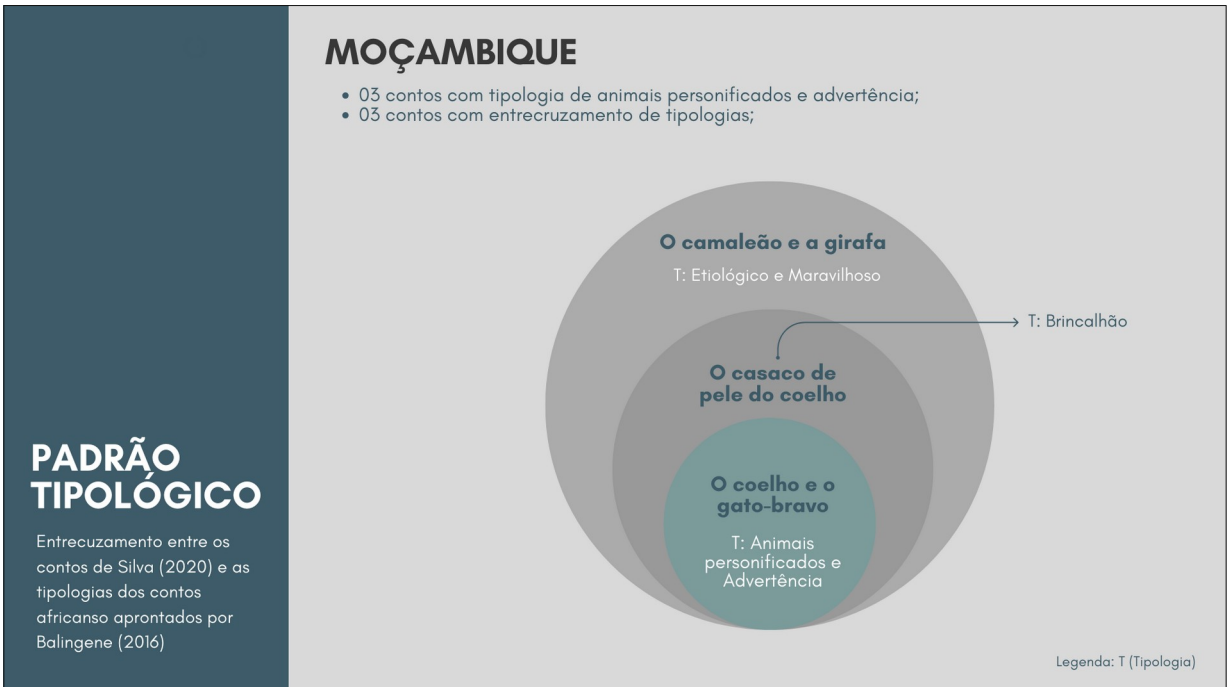 MOÇAMBIQUE
• 03 contos com tipologia de animais personificados e advertência;
• 03 contos com entrecruzamento de tipologias;
O camaleão e a girafa
T: Etiológico e Maravilhoso
T: Brincalhão
O casaco de
pele do coelho
O coelho e o
gato-bravo
T: Animais
personificados e
Advertência
PADRÃO
TIPOLÓGICO
Entrecuzamento entre os
contos de Silva (2020) e as
tipologias dos contos
africanso aprontados por
Balingene (2016)
Legenda: T (Tipologia)